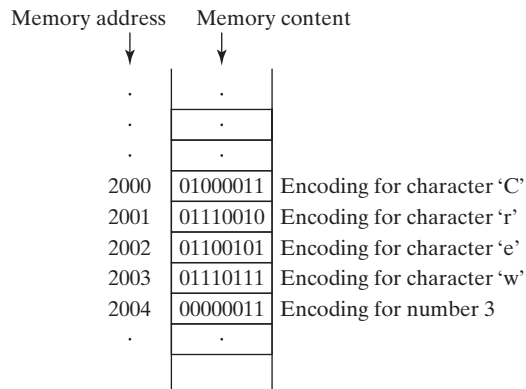 Memory address Memory content
. .
. .
. .
2000 01000011 Encoding for character ‘C’
2001 01110010 Encoding for character ‘r’
2002 01100101 Encoding for character ‘e’
2003 01110111 Encoding for character ‘w’
2004 00000011 Encoding for number 3
. .